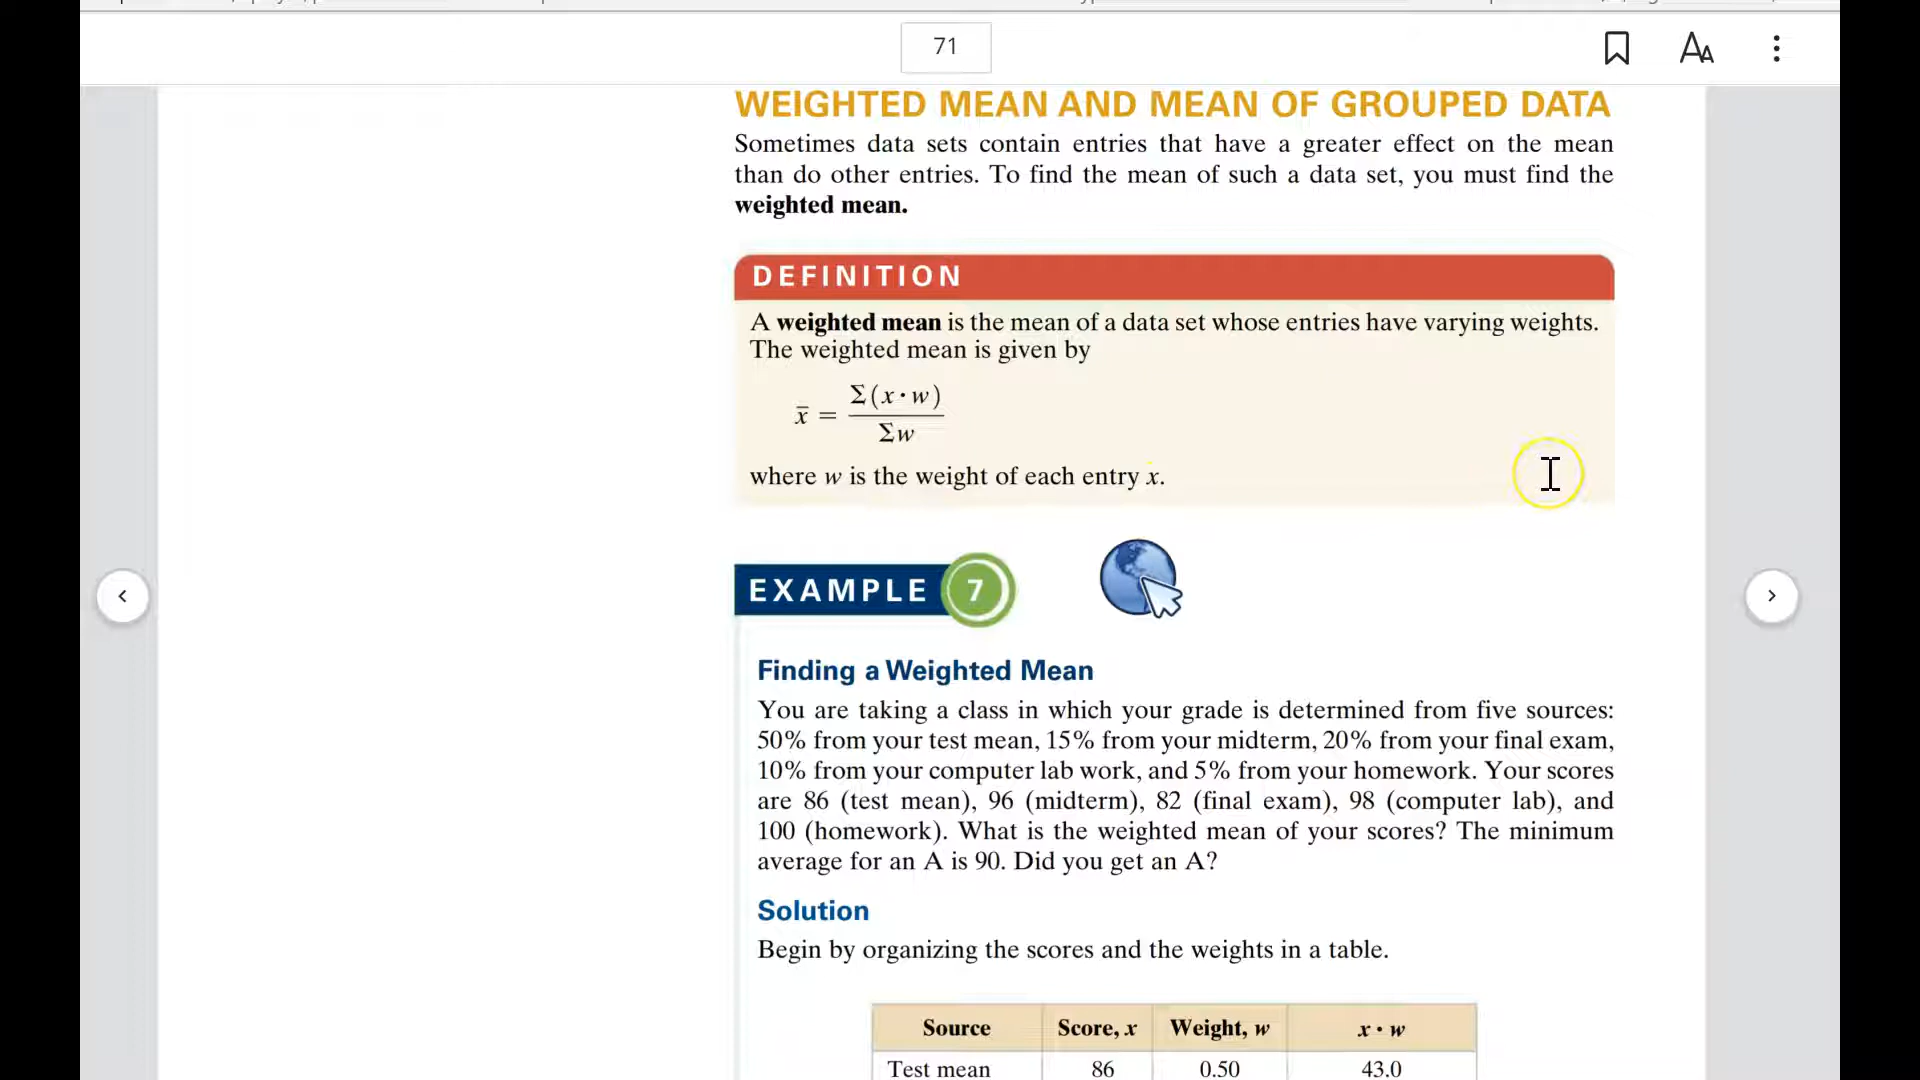 71
WEIGHTED MEAN AND MEAN OF GROUPED DATA
Sometimes data sets contain entries that have a greater effect on the mean
than do other entries. To find the mean of such a data set, you must find the
weighted mean.
DEFINITION
A weighted mean is the mean of a data set whose entries have varying weights.
The weighted mean is given by
x̄ = Σ(x · w) / Σw
where w is the weight of each entry x.
EXAMPLE 7
Finding a Weighted Mean
You are taking a class in which your grade is determined from five sources:
50% from your test mean, 15% from your midterm, 20% from your final exam,
10% from your computer lab work, and 5% from your homework. Your scores
are 86 (test mean), 96 (midterm), 82 (final exam), 98 (computer lab), and
100 (homework). What is the weighted mean of your scores? The minimum
average for an A is 90. Did you get an A?
Solution
Begin by organizing the scores and the weights in a table.
Source Score, x Weight, w x · w
Test mean 86 0.50 43.0